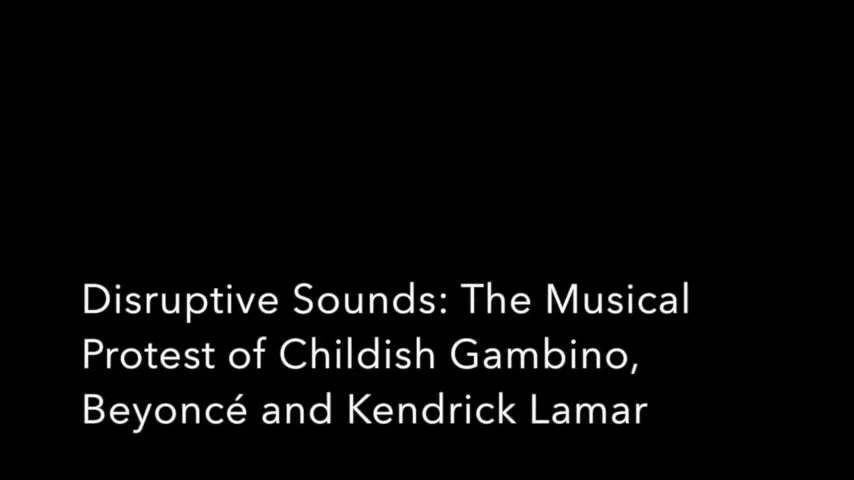 Disruptive Sounds: The Musical
Protest of Childish Gambino,
Beyoncé and Kendrick Lamar